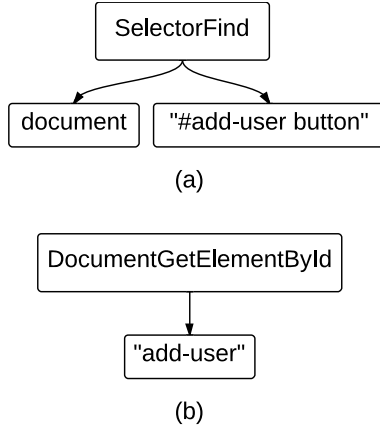 SelectorFind
document
"#add-user button"
(a)
DocumentGetElementById
"add-user"
(b)